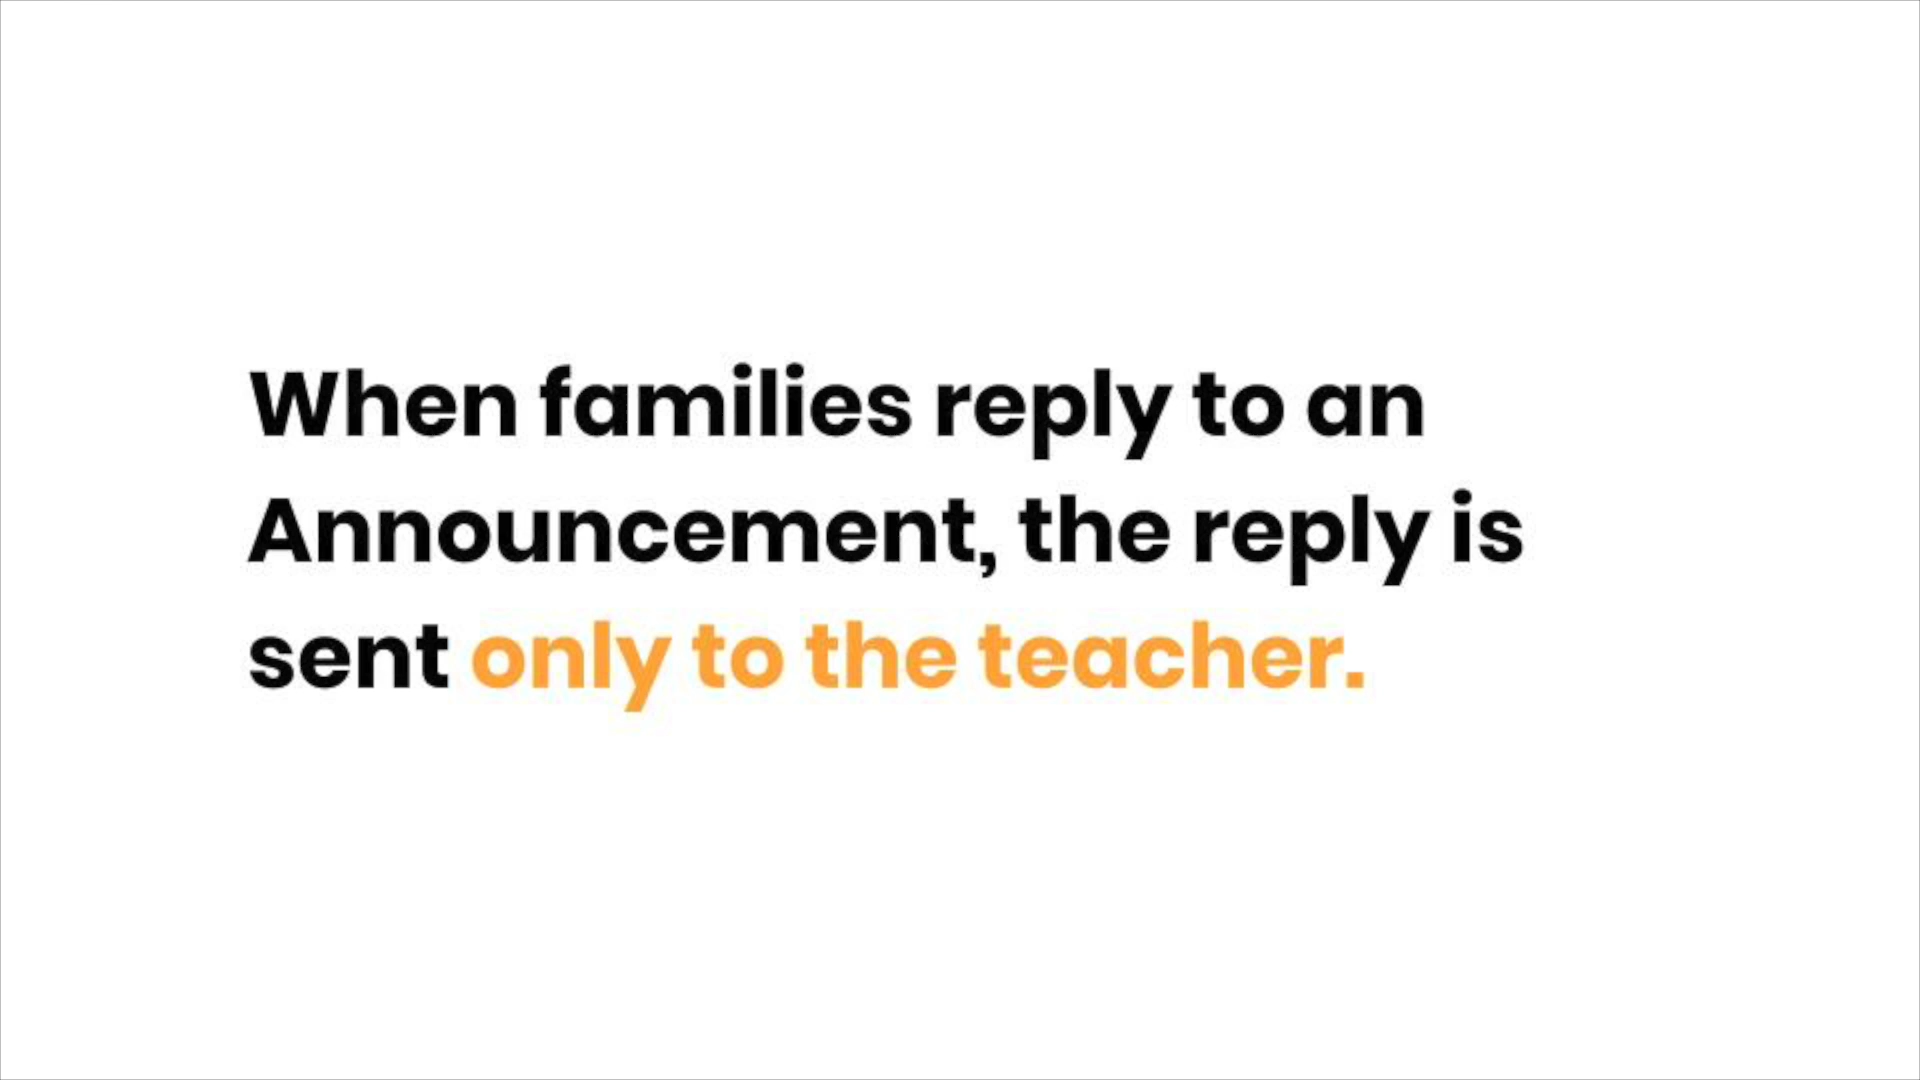 When families reply to an
Announcement, the reply is
sent only to the teacher.